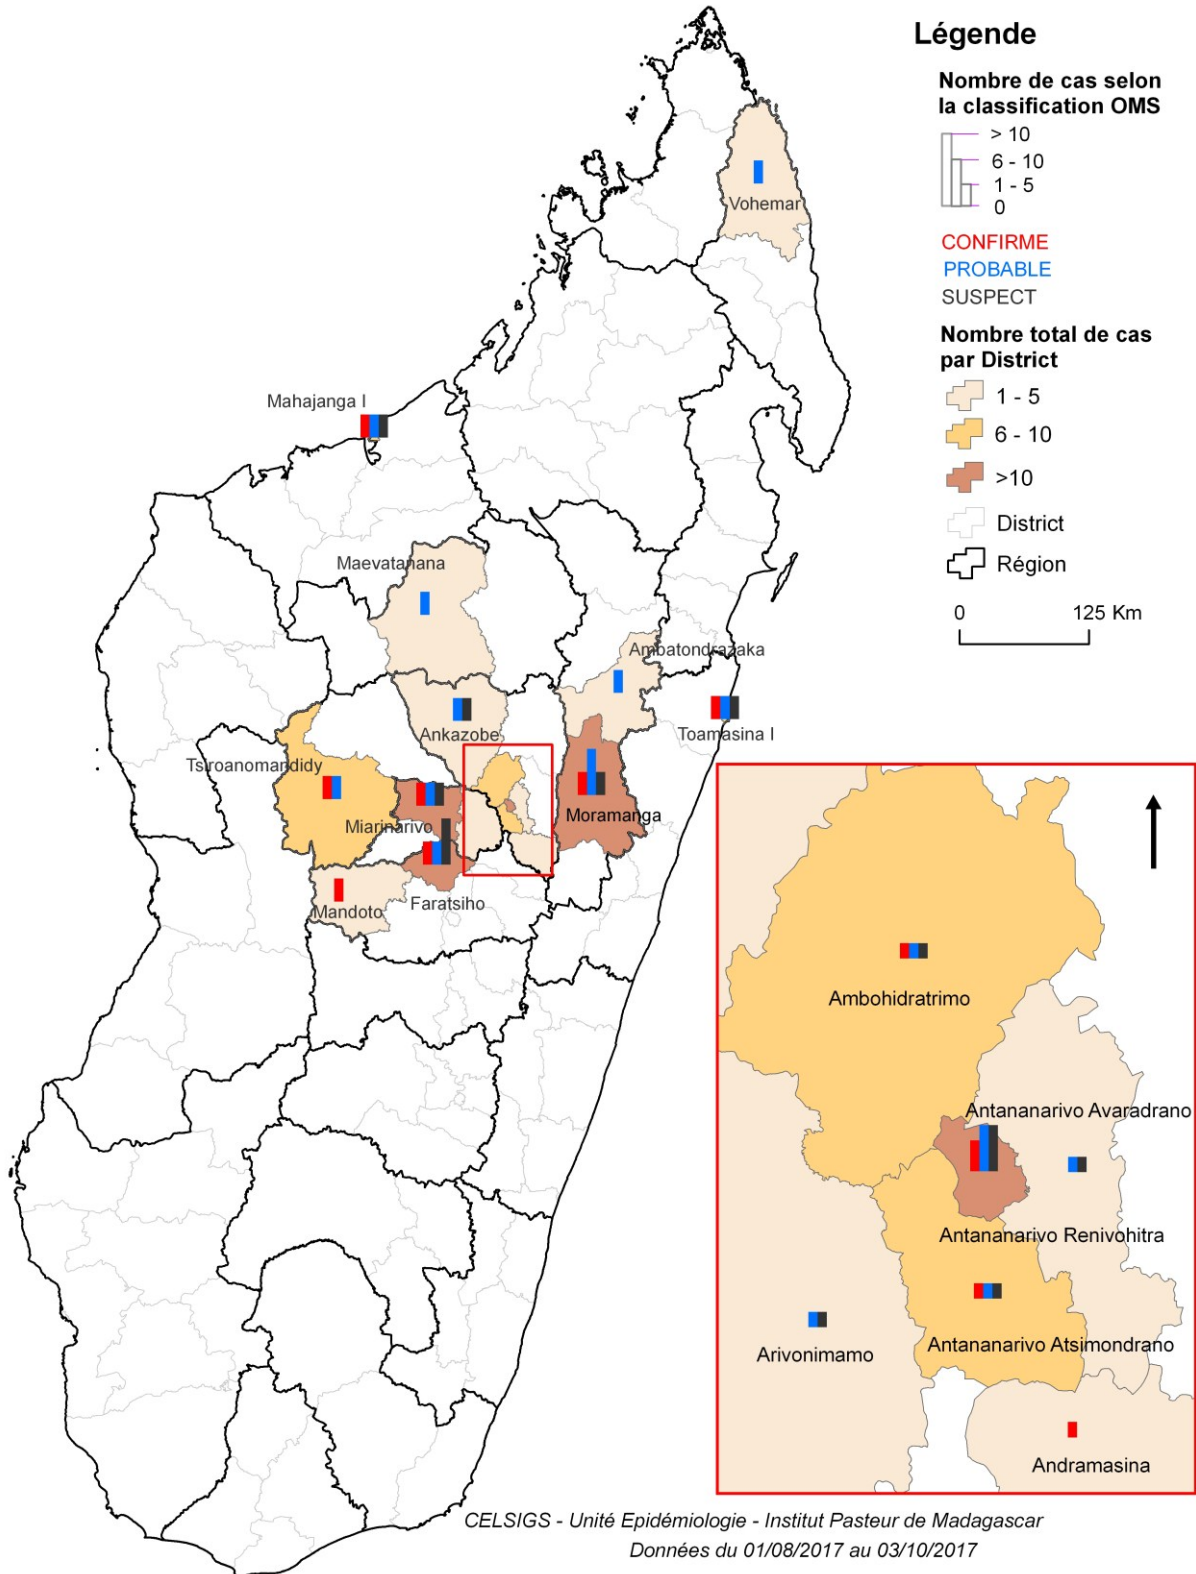 Légende
Nombre de cas selon
la classification OMS
> 10
6 - 10
1 - 5
0
CONFIRME
PROBABLE
SUSPECT
Nombre total de cas
par District
1 - 5
6 - 10
>10
District
Région
0 125 Km
Vohemar
Mahajanga I
Maevatanana
Ambatondrazaka
Ankazobe
Toamasina I
Tsiroanomandidy
Moramanga
Miarinarivo
Faratsiho
Mandoto
Ambohidratrimo
Antananarivo Avaradrano
Antananarivo Renivohitra
Antananarivo Atsimondrano
Arivonimamo
Andramasina
CELSIGS - Unité Epidémiologie - Institut Pasteur de Madagascar
Données du 01/08/2017 au 03/10/2017